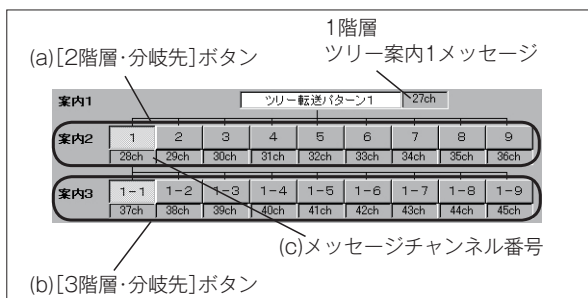 1階層
ツリー案内1メッセージ
(a)[2階層・分岐先]ボタン
案内1 ツリー転送パターン1 27ch
案内2 1 2 3 4 5 6 7 8 9
28ch 29ch 30ch 31ch 32ch 33ch 34ch 35ch 36ch
案内3 1-1 1-2 1-3 1-4 1-5 1-6 1-7 1-8 1-9
37ch 38ch 39ch 40ch 41ch 42ch 43ch 44ch 45ch
(c)メッセージチャンネル番号
(b)[3階層・分岐先]ボタン